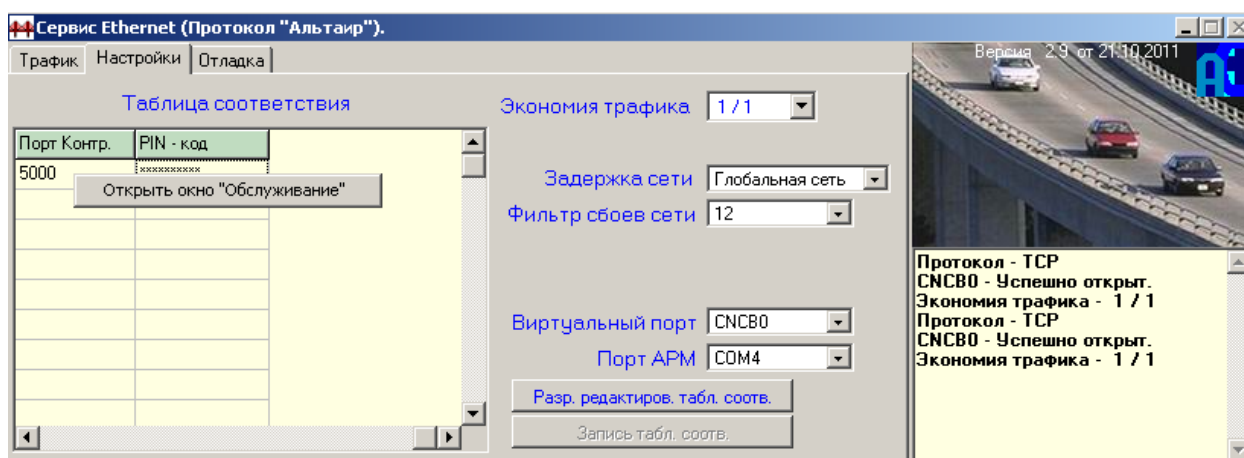 Сервис Ethernet (Протокол "Альтаир").
Трафик Настройки Отладка
Версия 2.9 от 21.10.2011
Таблица соответствия
Порт Контр. PIN - код
5000 xxxxxxxxxx
Открыть окно "Обслуживание"
Экономия трафика 1 / 1
Задержка сети Глобальная сеть
Фильтр сбоев сети 12
Виртуальный порт CNCB0
Порт АРМ COM4
Разр. редактиров. табл. соотв.
Запись табл. соотв.
Протокол - TCP
CNCB0 - Успешно открыт.
Экономия трафика - 1 / 1
Протокол - TCP
CNCB0 - Успешно открыт.
Экономия трафика - 1 / 1